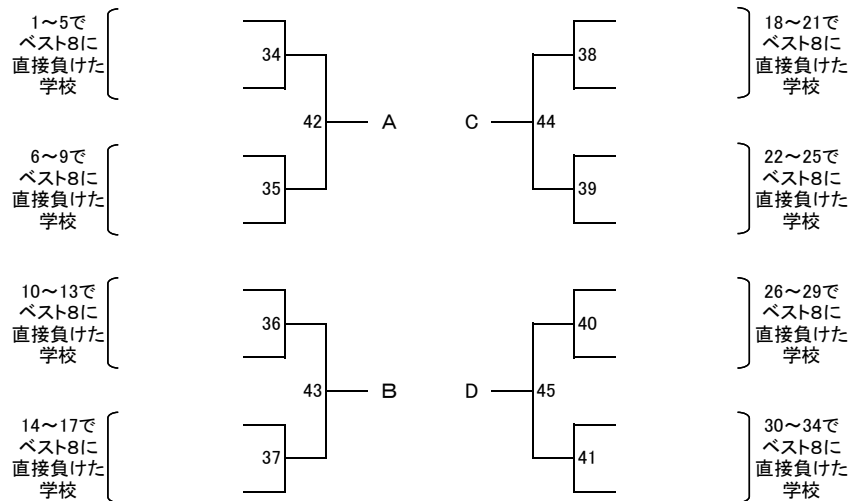 1～5で
ベスト8に
直接負けた
学校
34
42
A
6～9で
ベスト8に
直接負けた
学校
35
10～13で
ベスト8に
直接負けた
学校
36
43
B
14～17で
ベスト8に
直接負けた
学校
37
18～21で
ベスト8に
直接負けた
学校
38
C
44
22～25で
ベスト8に
直接負けた
学校
39
26～29で
ベスト8に
直接負けた
学校
40
D
45
30～34で
ベスト8に
直接負けた
学校
41